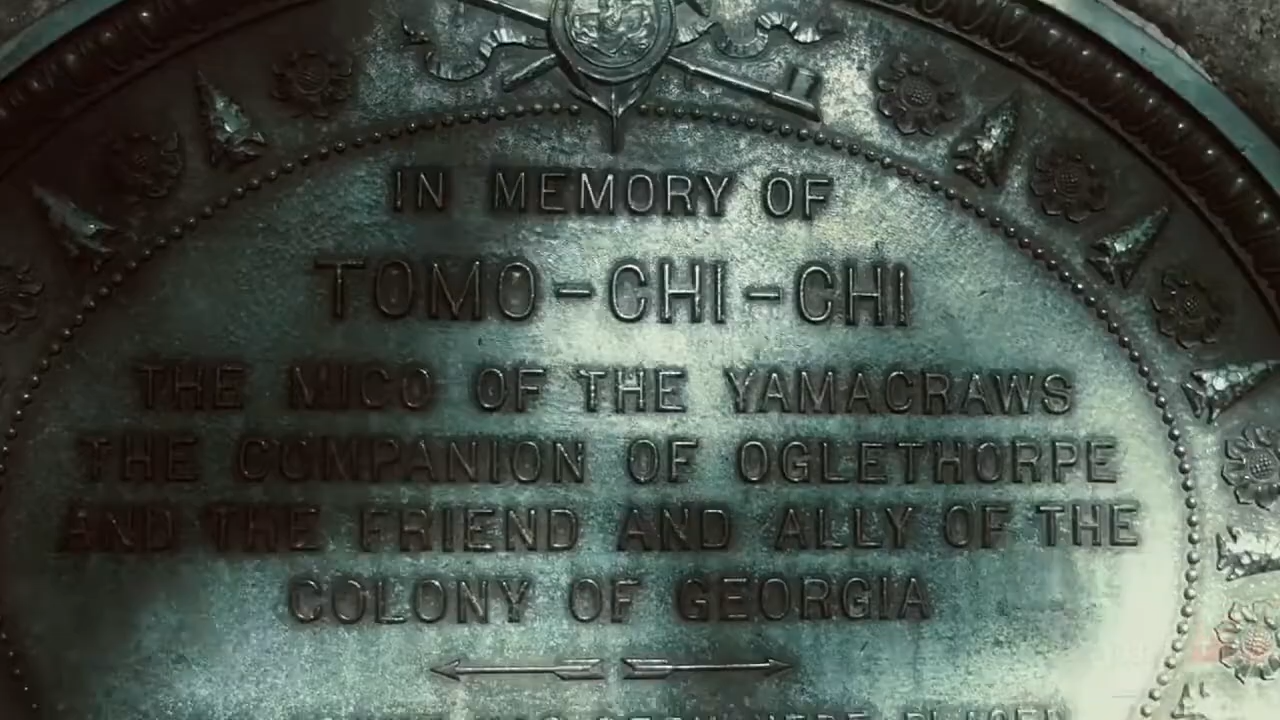 IN MEMORY OF
TOMO-CHI-CHI
THE MICO OF THE YAMACRAWS
THE COMPANION OF OGLETHORPE
AND THE FRIEND AND ALLY OF THE
COLONY OF GEORGIA